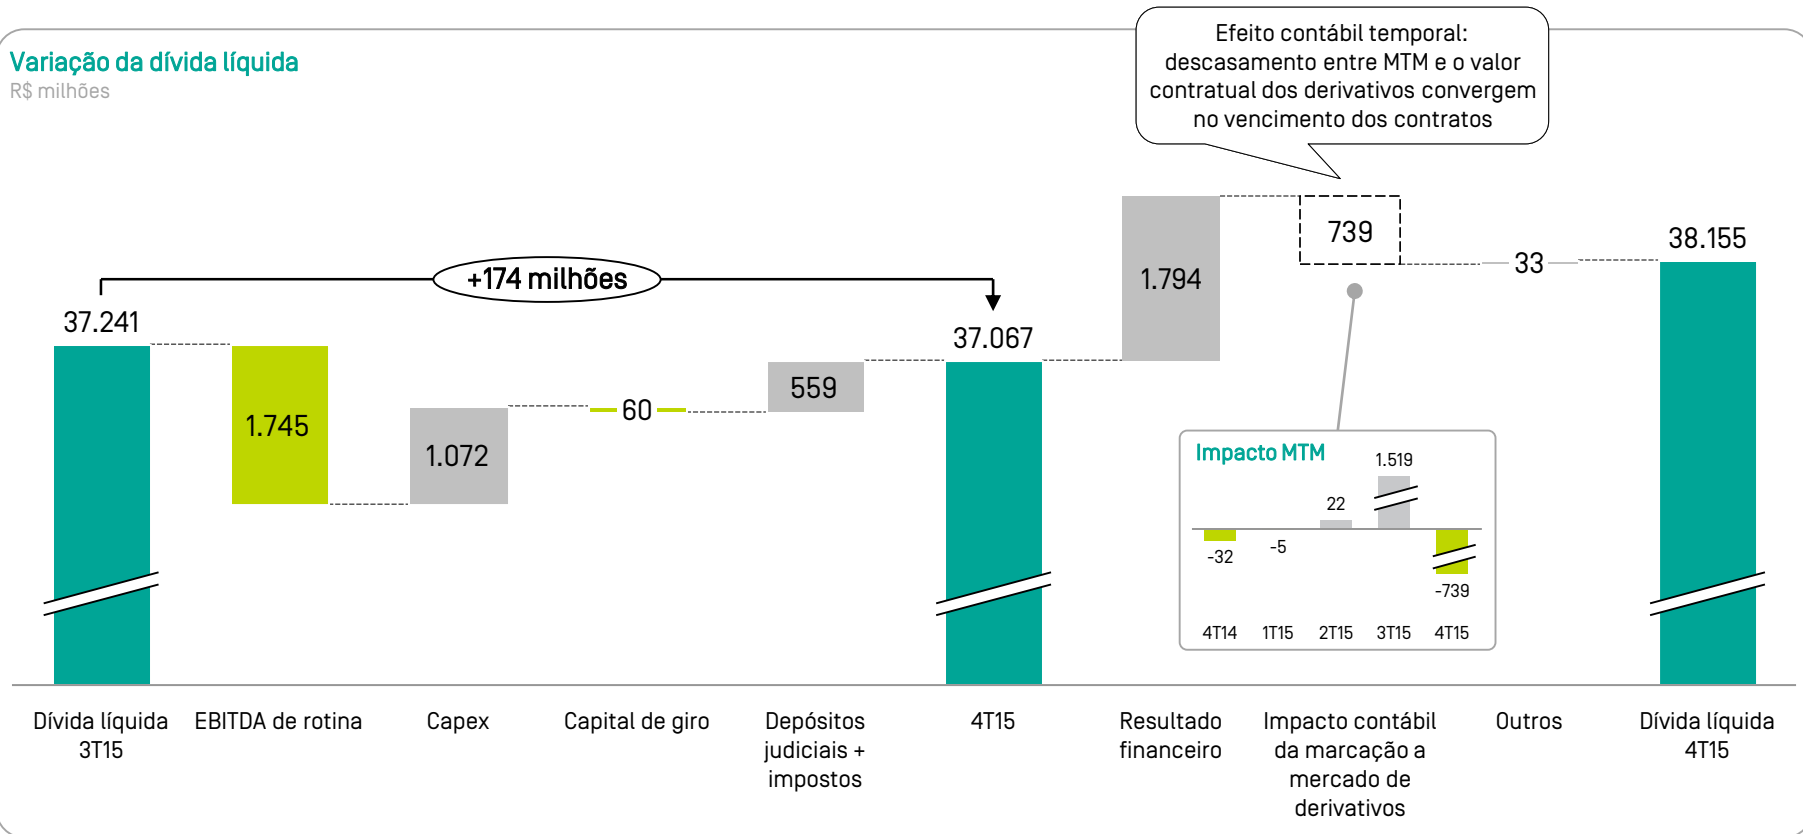 Variação da dívida líquida
R$ milhões
Efeito contábil temporal:
descasamento entre MTM e o valor
contratual dos derivativos convergem
no vencimento dos contratos
+174 milhões
37.241
1.745
1.072
60
559
37.067
1.794
739
33
38.155
Impacto MTM
-32
-5
22
1.519
-739
4T14
1T15
2T15
3T15
4T15
Dívida líquida
3T15
EBITDA de rotina
Capex
Capital de giro
Depósitos
judiciais +
impostos
4T15
Resultado
financeiro
Impacto contábil
da marcação a
mercado de
derivativos
Outros
Dívida líquida
4T15